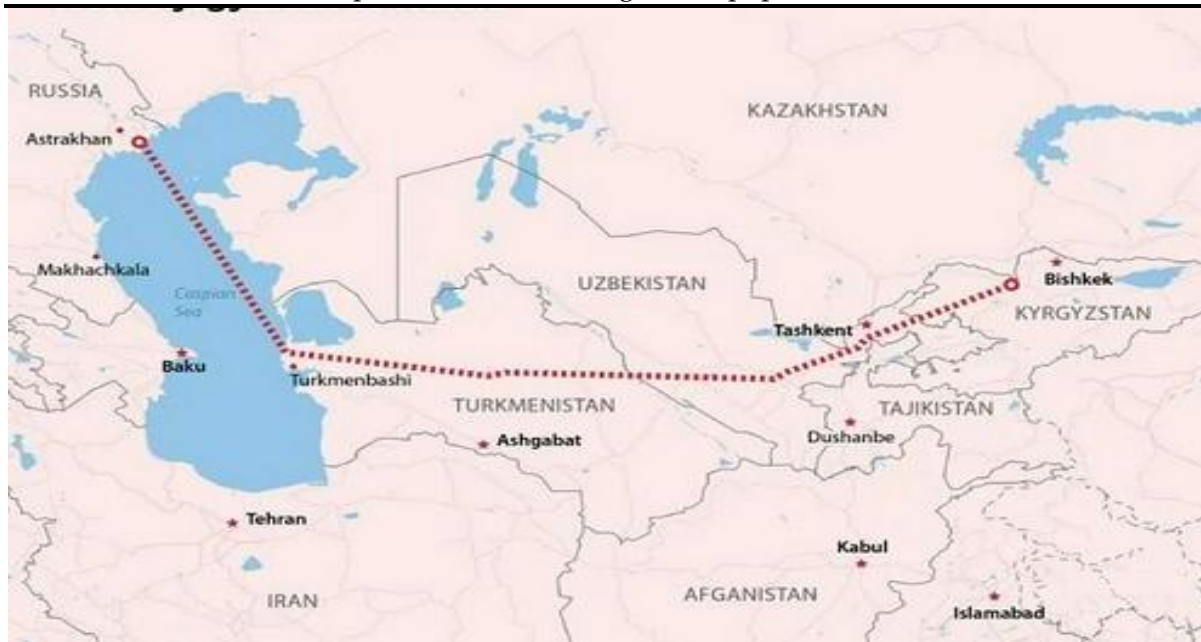 RUSSIA
KAZAKHSTAN
Astrakhan
Makhachkala
Caspian
Sea
UZBEKISTAN
Bishkek
KYRGYZSTAN
Tashkent
Baku
Turkmenbashi
TURKMENISTAN
TAJIKISTAN
Ashgabat
Dushanbe
Tehran
Kabul
IRAN
AFGANISTAN
Islamabad